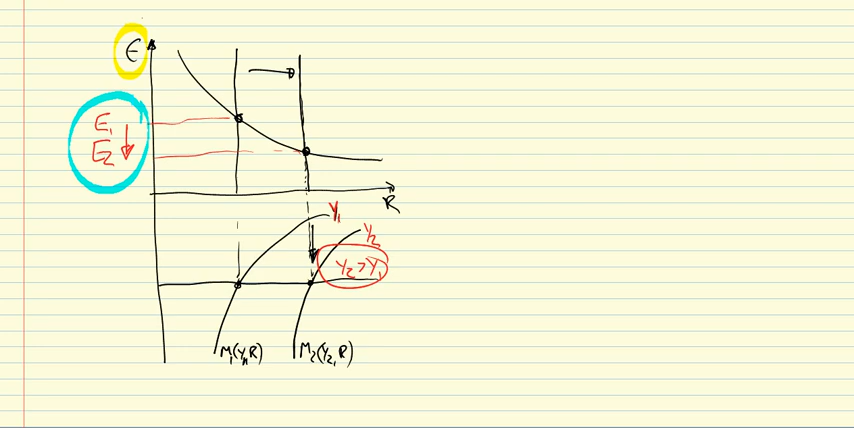 E
E₁
E₂
R
Y₁
Y₂
Y₂ > Y₁
M₁(Y₁,R)
M₂(Y₂,R)